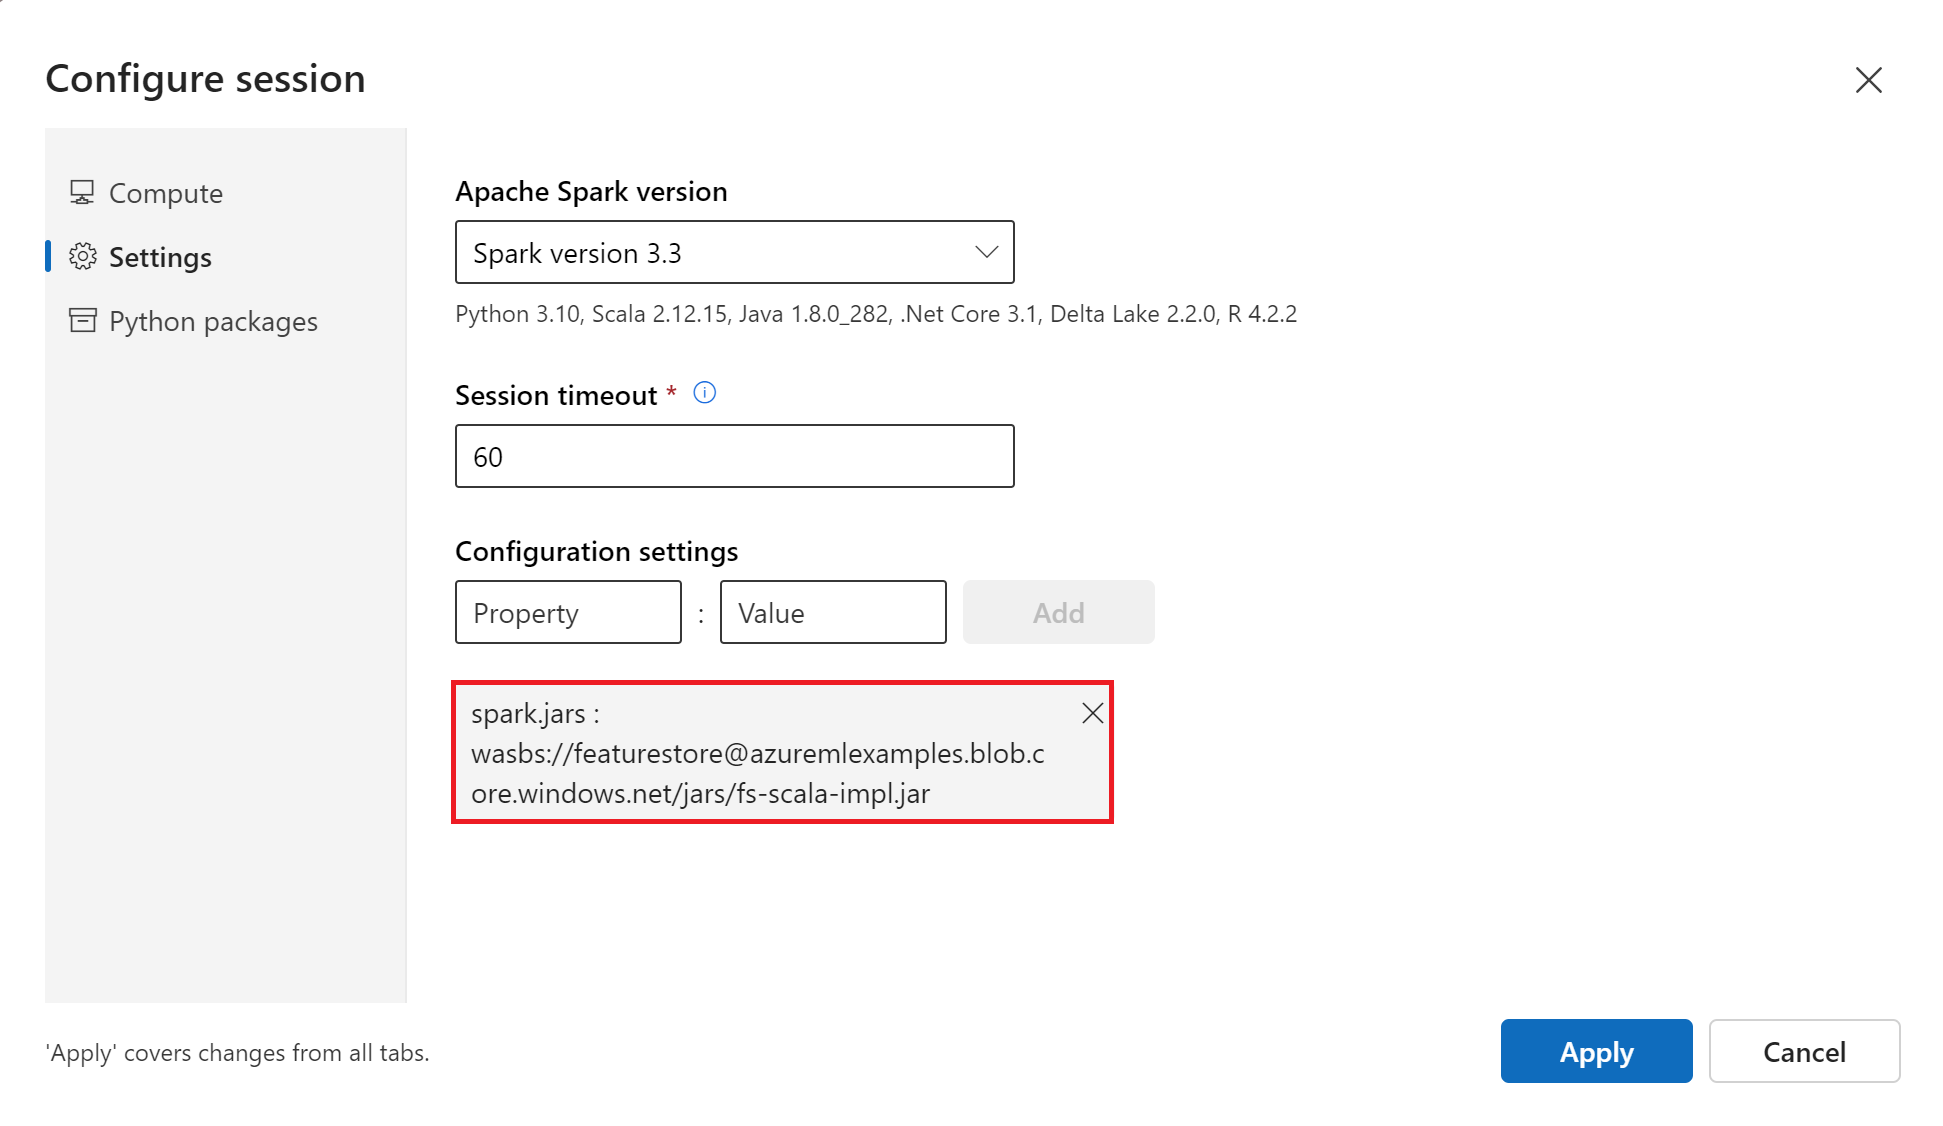 Configure session
Compute
Settings
Python packages
Apache Spark version
Spark version 3.3
Python 3.10, Scala 2.12.15, Java 1.8.0_282, .Net Core 3.1, Delta Lake 2.2.0, R 4.2.2
Session timeout *
60
Configuration settings
Property : Value Add
spark.jars :
wasbs://featurestore@azuremlexamples.blob.c
ore.windows.net/jars/fs-scala-impl.jar
'Apply' covers changes from all tabs.
Apply Cancel